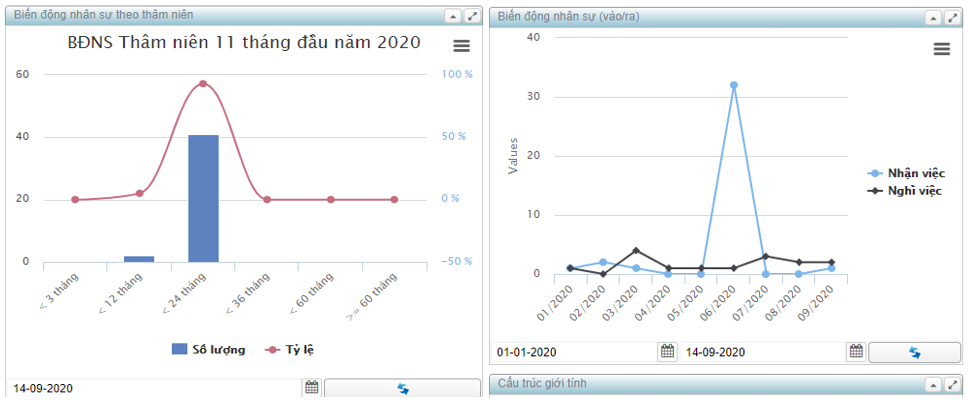 Biến động nhân sự theo thâm niên
BĐNS Thâm niên 11 tháng đầu năm 2020
60
40
20
0
100 %
50 %
0 %
−50 %
< 3 tháng
< 12 tháng
< 24 tháng
< 36 tháng
< 60 tháng
>= 60 tháng
Số lượng
Tỷ lệ
14-09-2020
Biến động nhân sự (vào/ra)
Values
40
30
20
10
0
01/2020
02/2020
03/2020
04/2020
05/2020
06/2020
07/2020
08/2020
09/2020
Nhận việc
Nghỉ việc
01-01-2020
14-09-2020
Cấu trúc giới tính